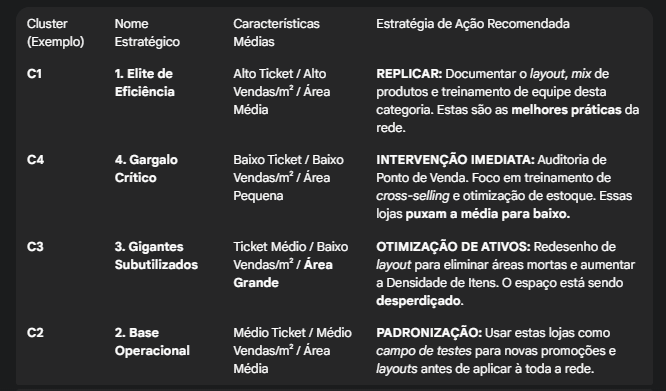 Cluster (Exemplo)
Nome Estratégico
Características Médias
Estratégia de Ação Recomendada
C1
1. Elite de Eficiência
Alto Ticket / Alto Vendas/m² / Área Média
REPLICAR: Documentar o layout, mix de
produtos e treinamento de equipe desta
categoria. Estas são as melhores práticas da
rede.
C4
4. Gargalo Crítico
Baixo Ticket / Baixo Vendas/m² / Área Pequena
INTERVENÇÃO IMEDIATA: Auditoria de
Ponto de Venda. Foco em treinamento de
cross-selling e otimização de estoque. Essas
lojas puxam a média para baixo.
C3
3. Gigantes Subutilizados
Ticket Médio / Baixo Vendas/m² / Área Grande
OTIMIZAÇÃO DE ATIVOS: Redesenho de
layout para eliminar áreas mortas e aumentar
a Densidade de Itens. O espaço está sendo
desperdiçado.
C2
2. Base Operacional
Médio Ticket / Médio Vendas/m² / Área Média
PADRONIZAÇÃO: Usar estas lojas como
campo de testes para novas promoções e
layouts antes de aplicar à toda a rede.